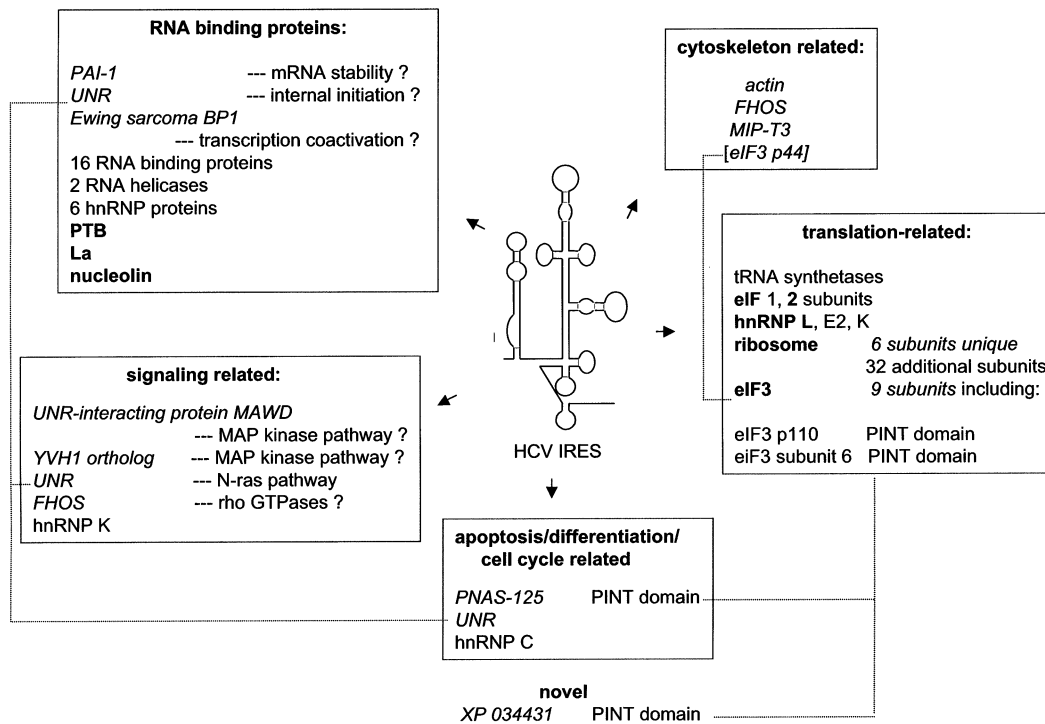 RNA binding proteins:
PAI-1 --- mRNA stability ?
UNR --- internal initiation ?
Ewing sarcoma BP1
--- transcription coactivation ?
16 RNA binding proteins
2 RNA helicases
6 hnRNP proteins
PTB
La
nucleolin
cytoskeleton related:
actin
FHOS
MIP-T3
[eIF3 p44]
translation-related:
tRNA synthetases
eIF 1, 2 subunits
hnRNP L, E2, K
ribosome 6 subunits unique
32 additional subunits
eIF3 9 subunits including:
eIF3 p110 PINT domain
eiF3 subunit 6 PINT domain
signaling related:
UNR-interacting protein MAWD
--- MAP kinase pathway ?
YVH1 ortholog --- MAP kinase pathway ?
UNR --- N-ras pathway
FHOS --- rho GTPases ?
hnRNP K
HCV IRES
apoptosis/differentiation/
cell cycle related
PNAS-125 PINT domain
UNR
hnRNP C
novel
XP 034431 PINT domain